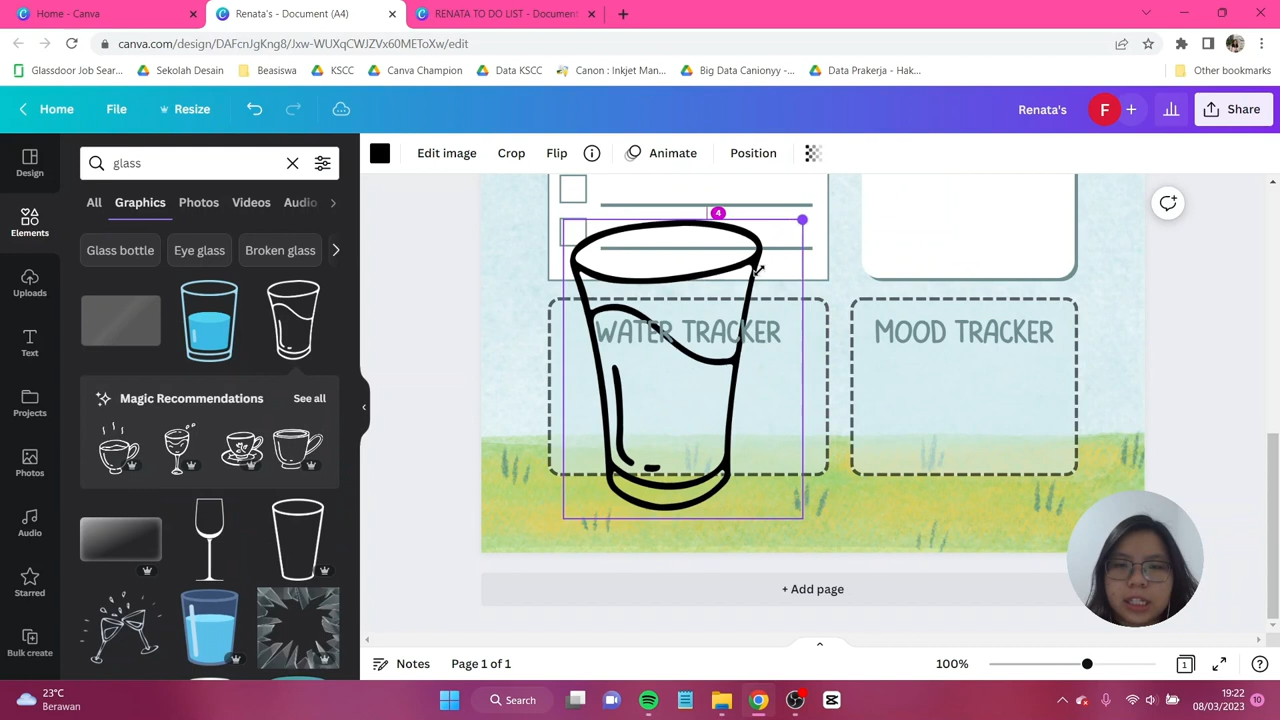 Home - Canva
Renata's - Document (A4)
RENATA TO DO LIST - Document
canva.com/design/DAFcnJgKng8/Jxw-WUXqCWJZVx60METoXw/edit
Glassdoor Job Sear...
Sekolah Desain
Beasiswa
KSCC
Canva Champion
Data KSCC
Canon : Inkjet Man...
Big Data Canionyy -...
Data Prakerja - Hak...
Other bookmarks
Home
File
Resize
Renata's
F
Share
Design
Elements
Uploads
Text
Projects
Photos
Audio
Starred
Bulk create
glass
All
Graphics
Photos
Videos
Audio
Glass bottle
Eye glass
Broken glass
Magic Recommendations
See all
Edit image
Crop
Flip
Animate
Position
4
WATER TRACKER
MOOD TRACKER
+ Add page
Notes
Page 1 of 1
100%
1
23°C
Berawan
Search
19:22
08/03/2023
10